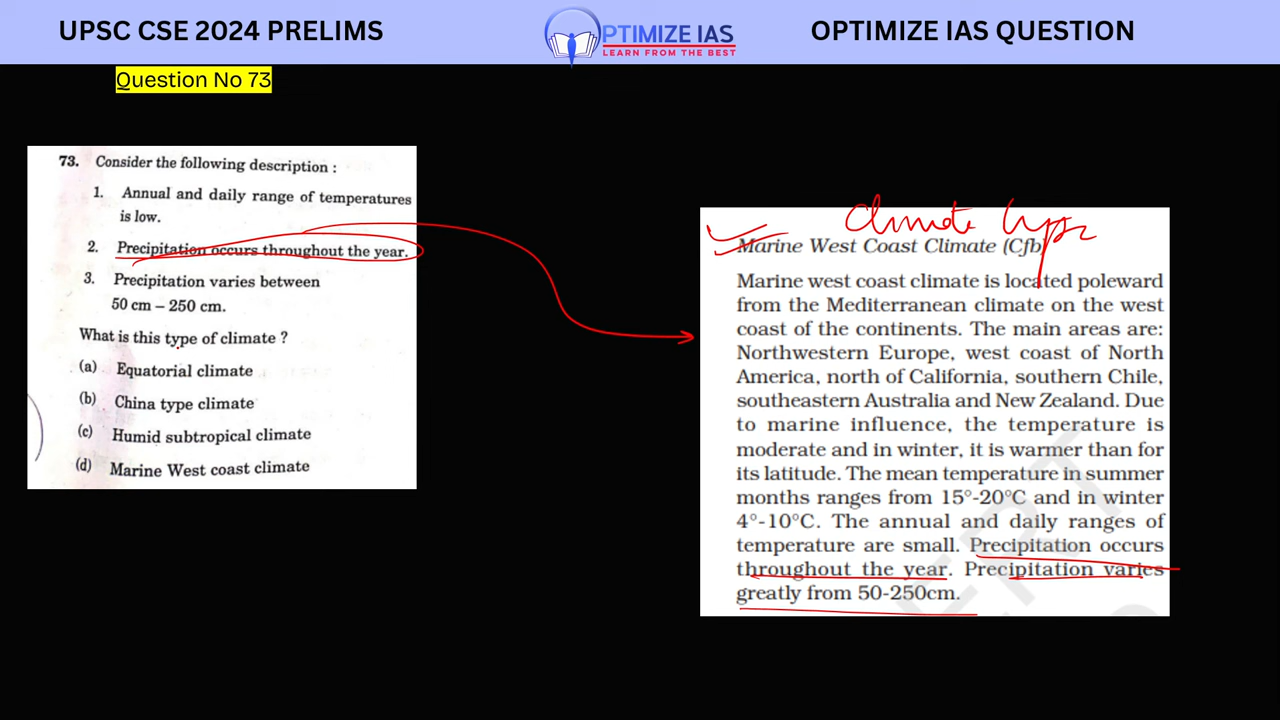 UPSC CSE 2024 PRELIMS
OPTIMIZE IAS
LEARN FROM THE BEST
OPTIMIZE IAS QUESTION
Question No 73
73. Consider the following description :
1. Annual and daily range of temperatures
is low.
2. Precipitation occurs throughout the year.
3. Precipitation varies between
50 cm – 250 cm.
What is this type of climate ?
(a) Equatorial climate
(b) China type climate
(c) Humid subtropical climate
(d) Marine West coast climate
Climate type
Marine West Coast Climate (Cfb)
Marine west coast climate is located poleward
from the Mediterranean climate on the west
coast of the continents. The main areas are:
Northwestern Europe, west coast of North
America, north of California, southern Chile,
southeastern Australia and New Zealand. Due
to marine influence, the temperature is
moderate and in winter, it is warmer than for
its latitude. The mean temperature in summer
months ranges from 15°-20°C and in winter
4°-10°C. The annual and daily ranges of
temperature are small. Precipitation occurs
throughout the year. Precipitation varies
greatly from 50-250cm.